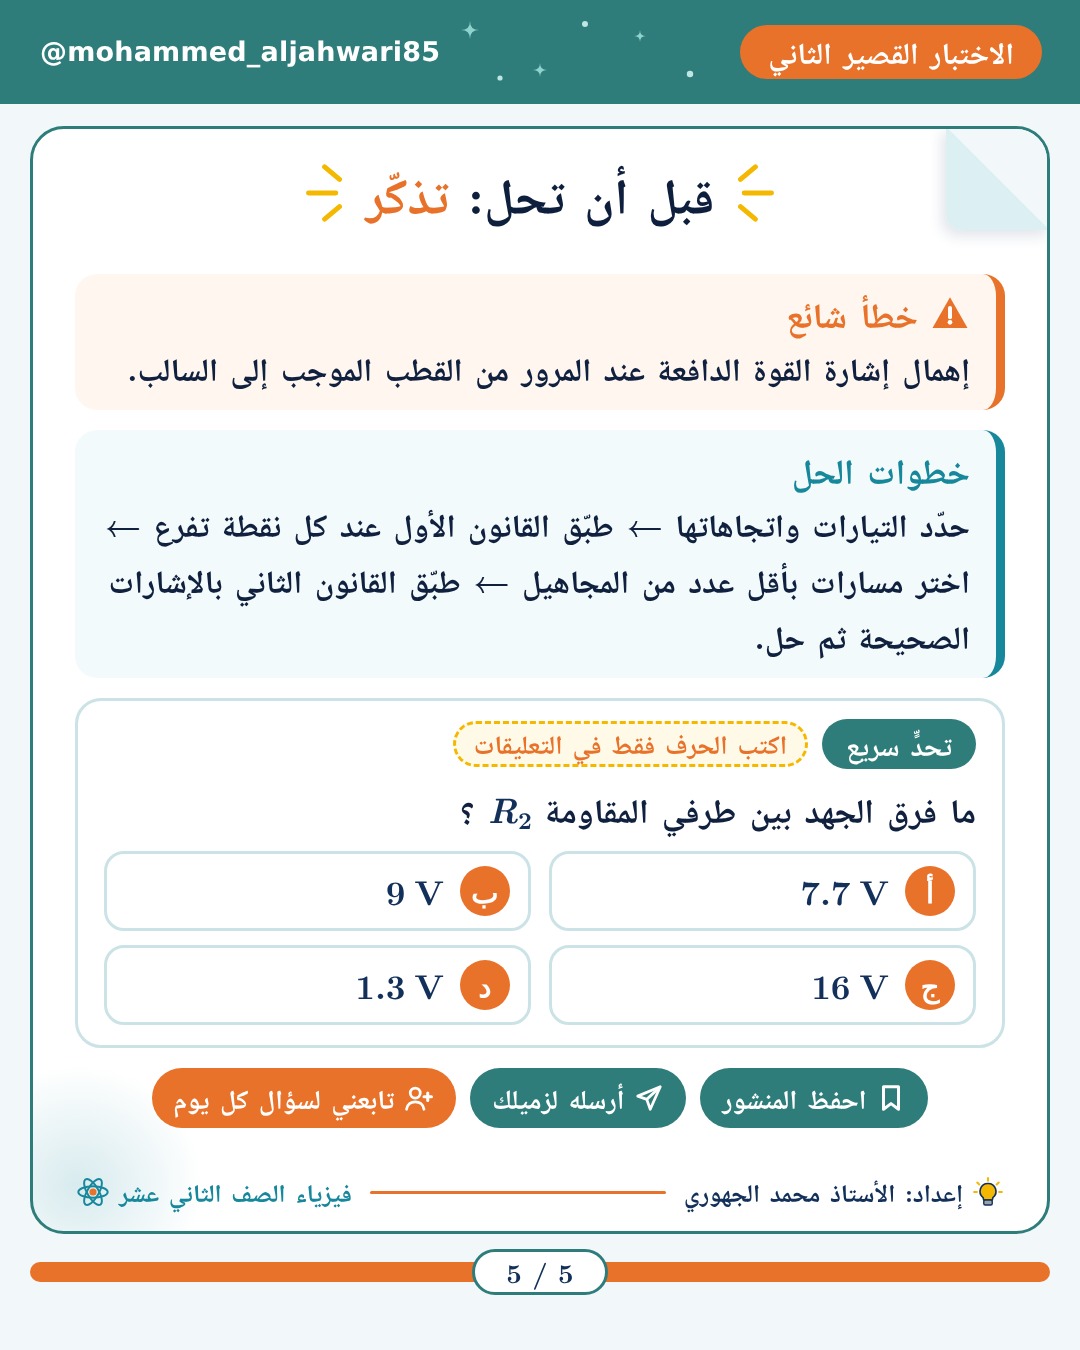 @mohammed_aljahwari85
الاختبار القصير الثاني
قبل أن تحل: تذكّر
خطأ شائع
إهمال إشارة القوة الدافعة عند المرور من القطب الموجب إلى السالب.
خطوات الحل
حدّد التيارات واتجاهاتها ← طبّق القانون الأول عند كل نقطة تفرع ←
اختر مسارات بأقل عدد من المجاهيل ← طبّق القانون الثاني بالإشارات
الصحيحة ثم حل.
تحدٍّ سريع
اكتب الحرف فقط في التعليقات
ما فرق الجهد بين طرفي المقاومة R₂ ؟
أ 7.7 V
ب 9 V
ج 16 V
د 1.3 V
احفظ المنشور
أرسله لزميلك
تابعني لسؤال كل يوم
إعداد: الأستاذ محمد الجهوري
فيزياء الصف الثاني عشر
5 / 5